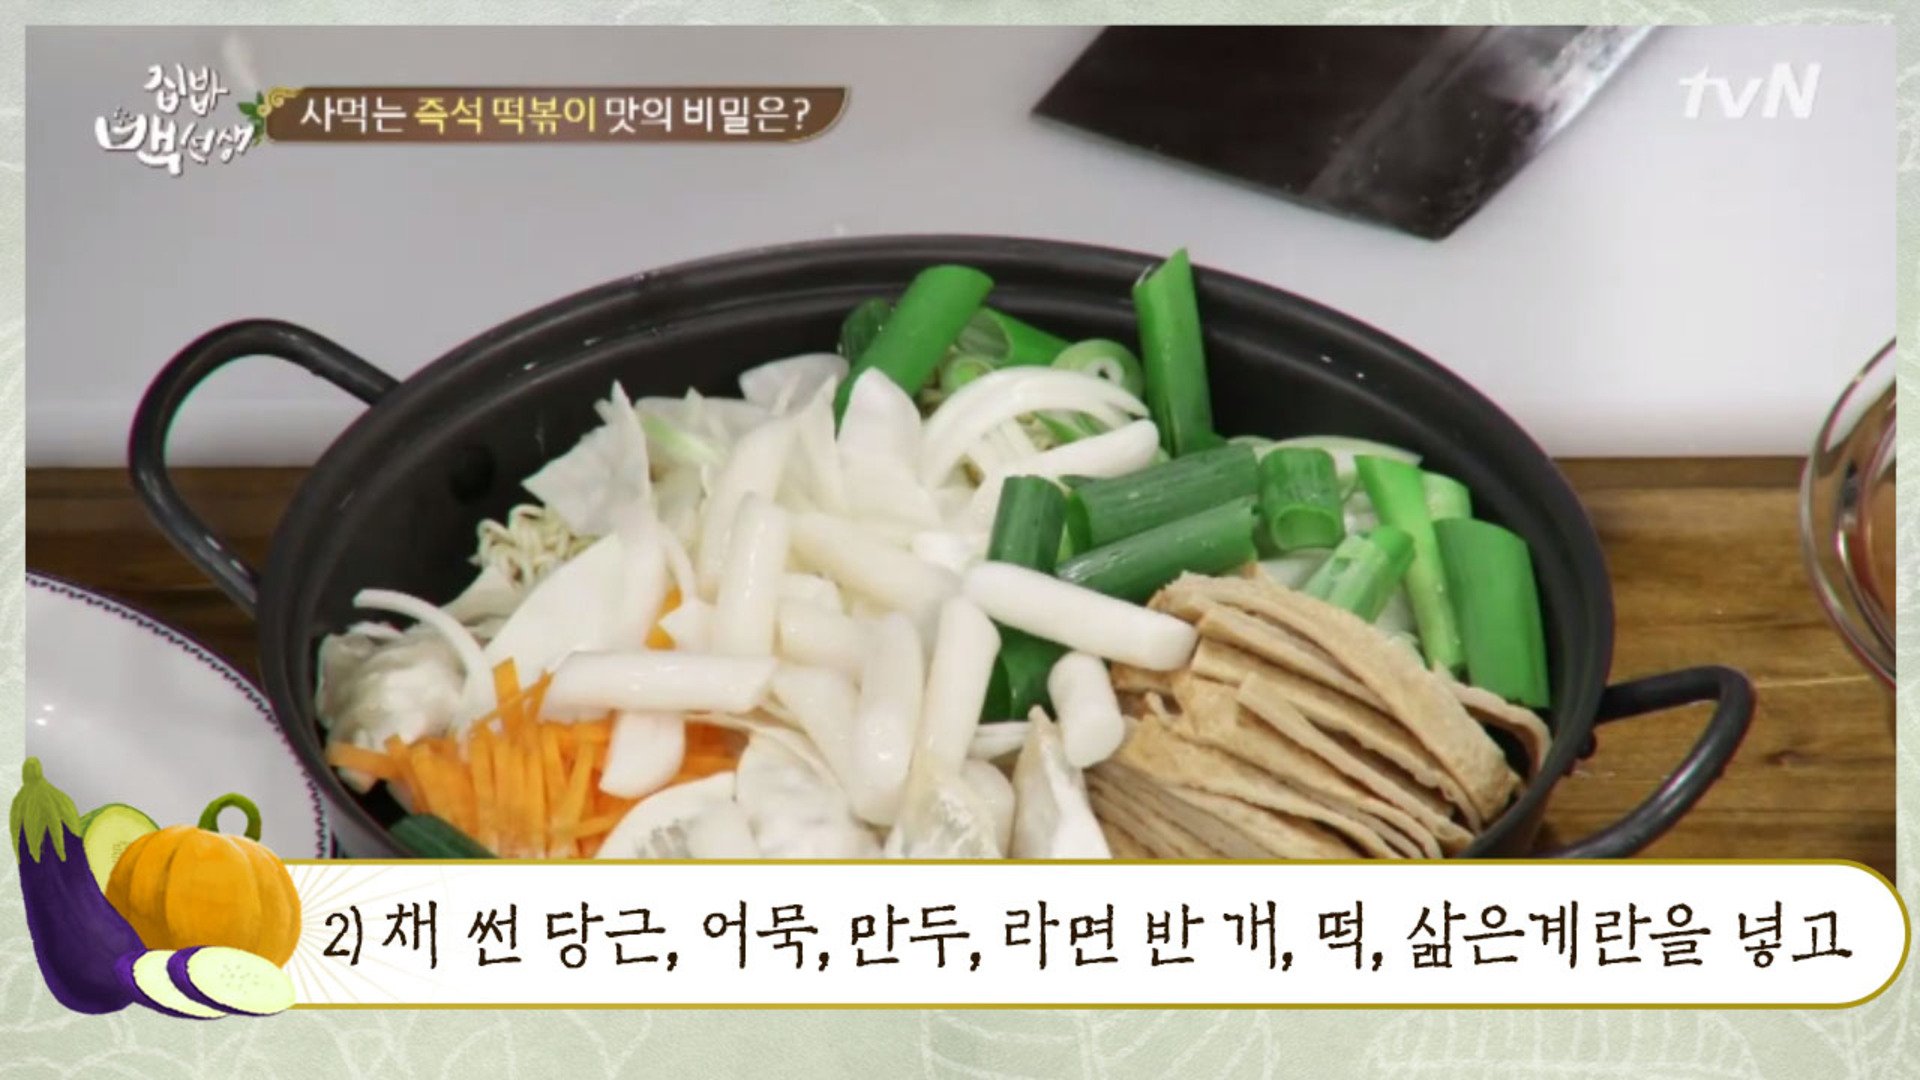 집밥
백선생
사먹는 즉석 떡볶이 맛의 비밀은?
tvN
2) 채 썬 당근, 어묵, 만두, 라면 반 개, 떡, 삶은계란을 넣고